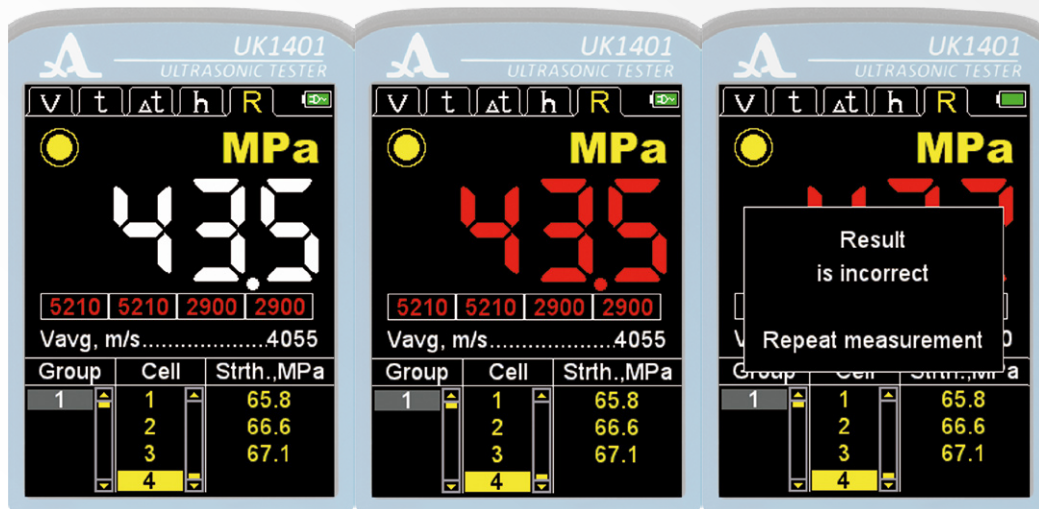 UK1401
ULTRASONIC TESTER
V t Δt h R
MPa
43.5
5210 5210 2900 2900
Vavg, m/s....................4055
Group Cell Strth.,MPa
1 1 65.8
2 66.6
3 67.1
4
UK1401
ULTRASONIC TESTER
V t Δt h R
MPa
43.5
5210 5210 2900 2900
Vavg, m/s....................4055
Group Cell Strth.,MPa
1 1 65.8
2 66.6
3 67.1
4
UK1401
ULTRASONIC TESTER
V t Δt h R
MPa
Result
is incorrect
Repeat measurement
Group Cell Strth.,MPa
1 1 65.8
2 66.6
3 67.1
4